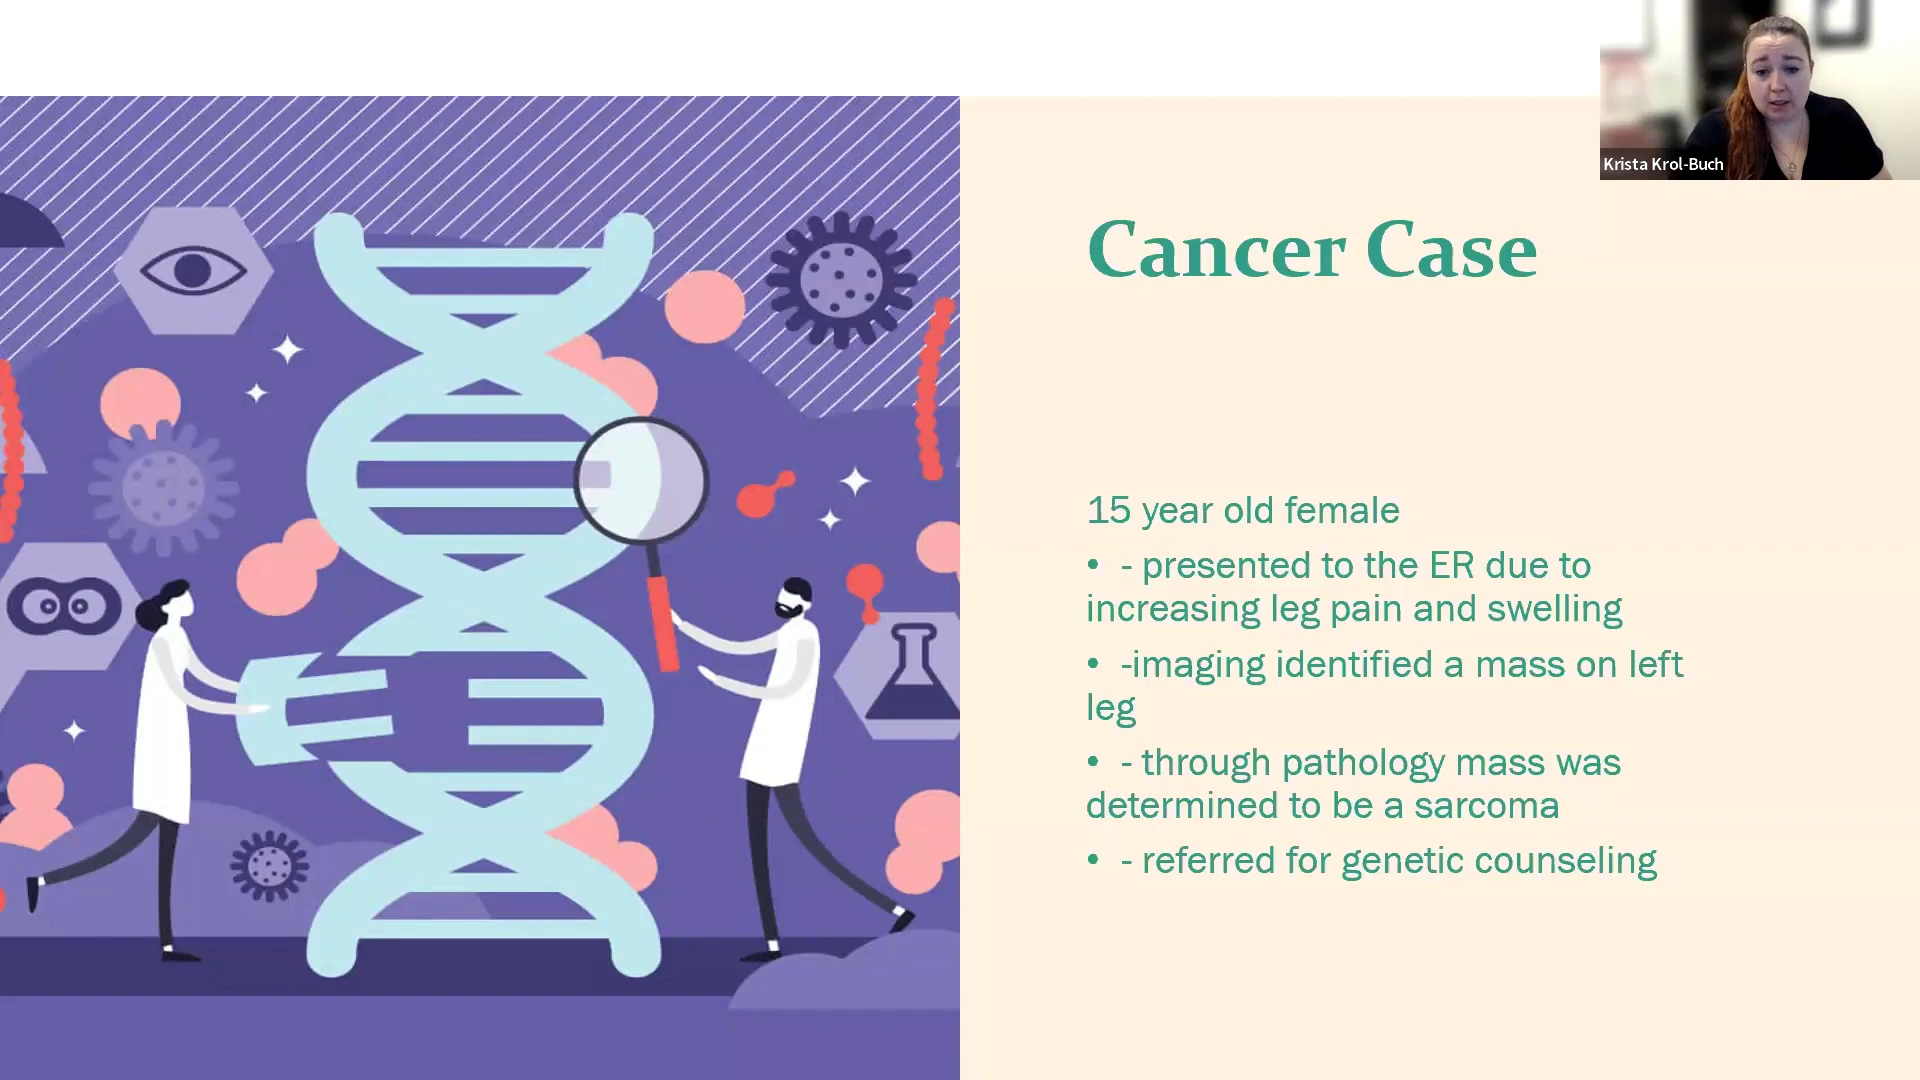 Krista Krol-Buch
Cancer Case
15 year old female
• - presented to the ER due to
increasing leg pain and swelling
• -imaging identified a mass on left
leg
• - through pathology mass was
determined to be a sarcoma
• - referred for genetic counseling